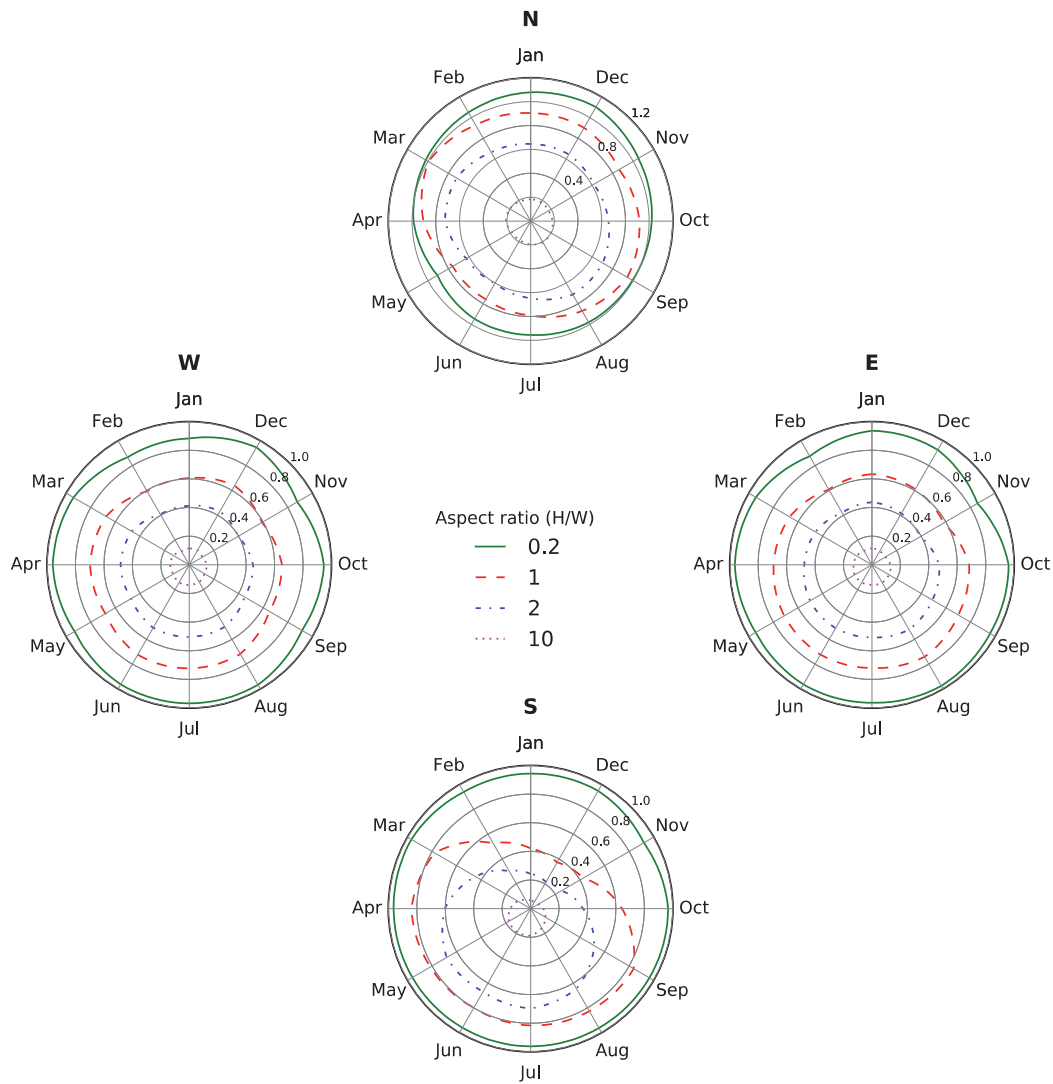 N
Jan
Feb Dec
1.2
Mar 0.8 Nov
0.4
Apr Oct
May Sep
Jun Aug
Jul
W
Jan
Feb Dec
1.0
Mar 0.8 Nov
0.6
0.4
0.2
Apr Oct
May Sep
Jun Aug
Jul
Aspect ratio (H/W)
0.2
1
2
10
E
Jan
Feb Dec
1.0
Mar 0.8 Nov
0.6
0.4
0.2
Apr Oct
May Sep
Jun Aug
Jul
S
Jan
Feb Dec
1.0
Mar 0.8 Nov
0.6
0.4
0.2
Apr Oct
May Sep
Jun Aug
Jul